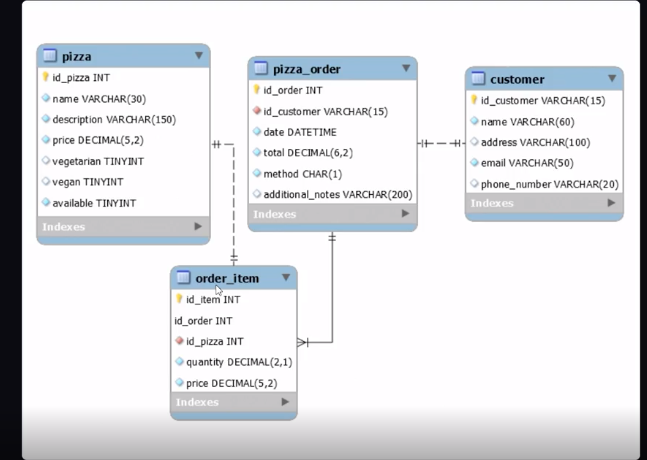 pizza
id_pizza INT
name VARCHAR(30)
description VARCHAR(150)
price DECIMAL(5,2)
vegetarian TINYINT
vegan TINYINT
available TINYINT
Indexes
pizza_order
id_order INT
id_customer VARCHAR(15)
date DATETIME
total DECIMAL(6,2)
method CHAR(1)
additional_notes VARCHAR(200)
Indexes
customer
id_customer VARCHAR(15)
name VARCHAR(60)
address VARCHAR(100)
email VARCHAR(50)
phone_number VARCHAR(20)
Indexes
order_item
id_item INT
id_order INT
id_pizza INT
quantity DECIMAL(2,1)
price DECIMAL(5,2)
Indexes